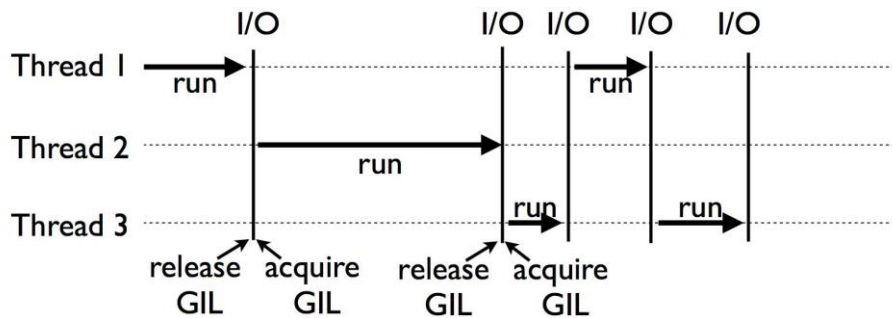 I/O I/O I/O I/O I/O
Thread 1
run run
Thread 2
run
Thread 3
run run
release acquire release acquire
GIL GIL GIL GIL